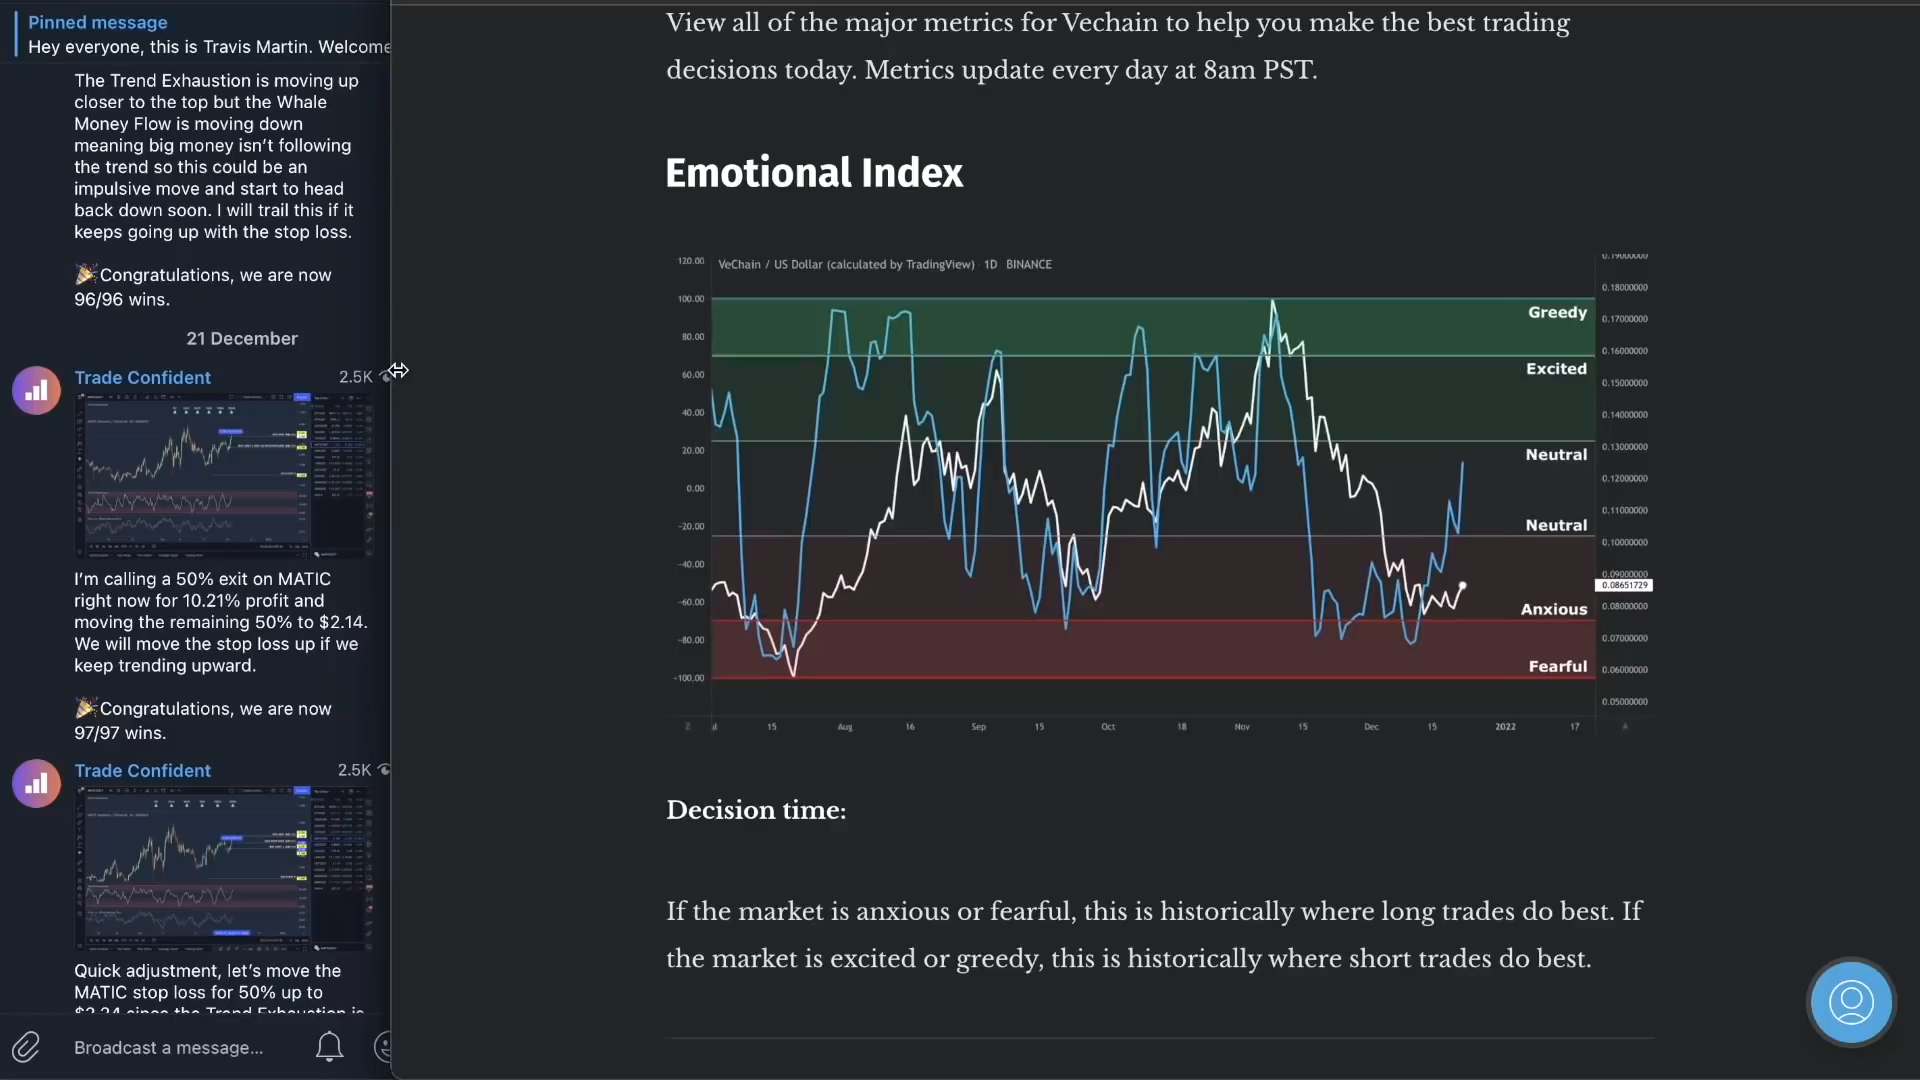 Pinned message
Hey everyone, this is Travis Martin. Welcome
The Trend Exhaustion is moving up
closer to the top but the Whale
Money Flow is moving down
meaning big money isn’t following
the trend so this could be an
impulsive move and start to head
back down soon. I will trail this if it
keeps going up with the stop loss.
🎉Congratulations, we are now
96/96 wins.
21 December
Trade Confident
2.5K
I’m calling a 50% exit on MATIC
right now for 10.21% profit and
moving the remaining 50% to $2.14.
We will move the stop loss up if we
keep trending upward.
🎉Congratulations, we are now
97/97 wins.
Trade Confident
2.5K
Quick adjustment, let’s move the
MATIC stop loss for 50% up to
$2.24 since the Trend Exhaustion is
Broadcast a message...
View all of the major metrics for Vechain to help you make the best trading
decisions today. Metrics update every day at 8am PST.
Emotional Index
VeChain / US Dollar (calculated by TradingView) · 1D BINANCE
120.00
100.00
80.00
60.00
40.00
20.00
0.00
−20.00
−40.00
−60.00
−80.00
−100.00
Greedy
Excited
Neutral
Neutral
Anxious
Fearful
0.19000000
0.18000000
0.17000000
0.16000000
0.15000000
0.14000000
0.13000000
0.12000000
0.11000000
0.10000000
0.09000000
0.08651729
0.08000000
0.07000000
0.06000000
0.05000000
15 Aug 16 Sep 15 Oct 18 Nov 15 Dec 15 2022 17
Decision time:
If the market is anxious or fearful, this is historically where long trades do best. If
the market is excited or greedy, this is historically where short trades do best.